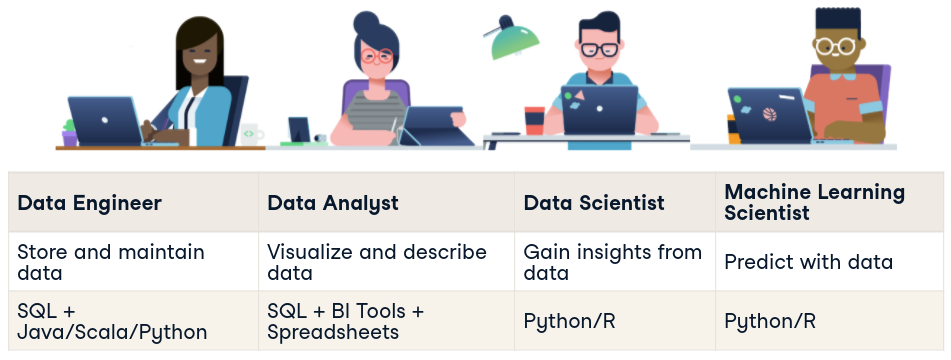 Data Engineer
Data Analyst
Data Scientist
Machine Learning
Scientist
Store and maintain
data
Visualize and describe
data
Gain insights from
data
Predict with data
SQL +
Java/Scala/Python
SQL + BI Tools +
Spreadsheets
Python/R
Python/R